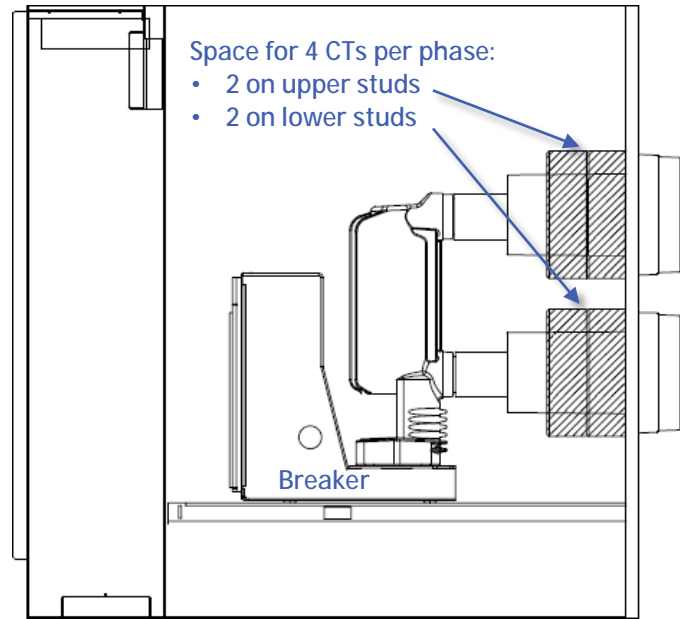 Space for 4 CTs per phase:
• 2 on upper studs
• 2 on lower studs
Breaker